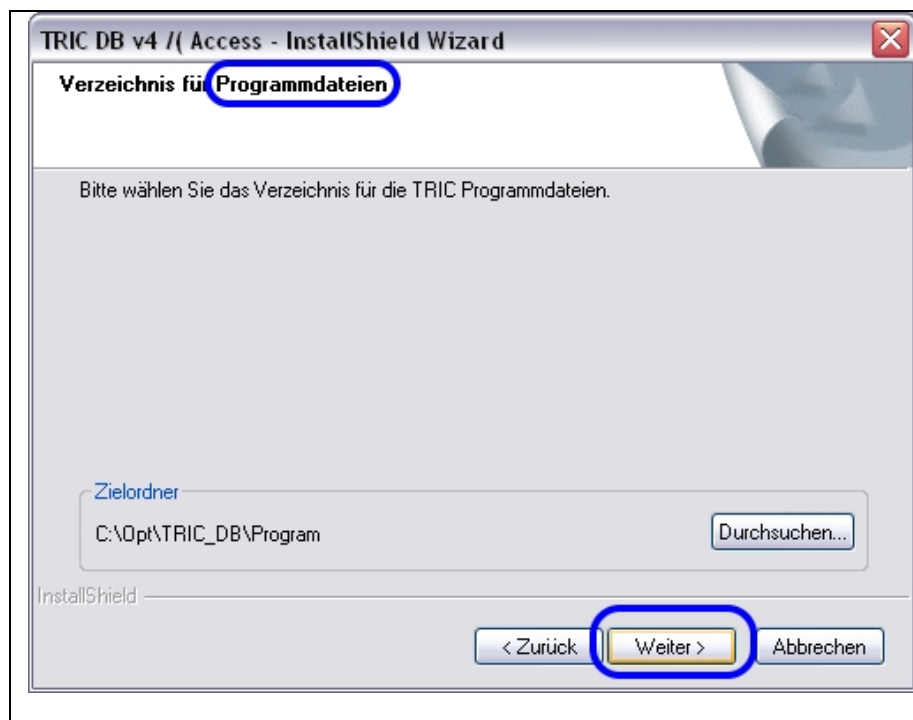 TRIC DB v4 /( Access - InstallShield Wizard
Verzeichnis für Programmdateien
Bitte wählen Sie das Verzeichnis für die TRIC Programmdateien.
Zielordner
C:\Opt\TRIC_DB\Program
Durchsuchen...
InstallShield
< Zurück
Weiter >
Abbrechen